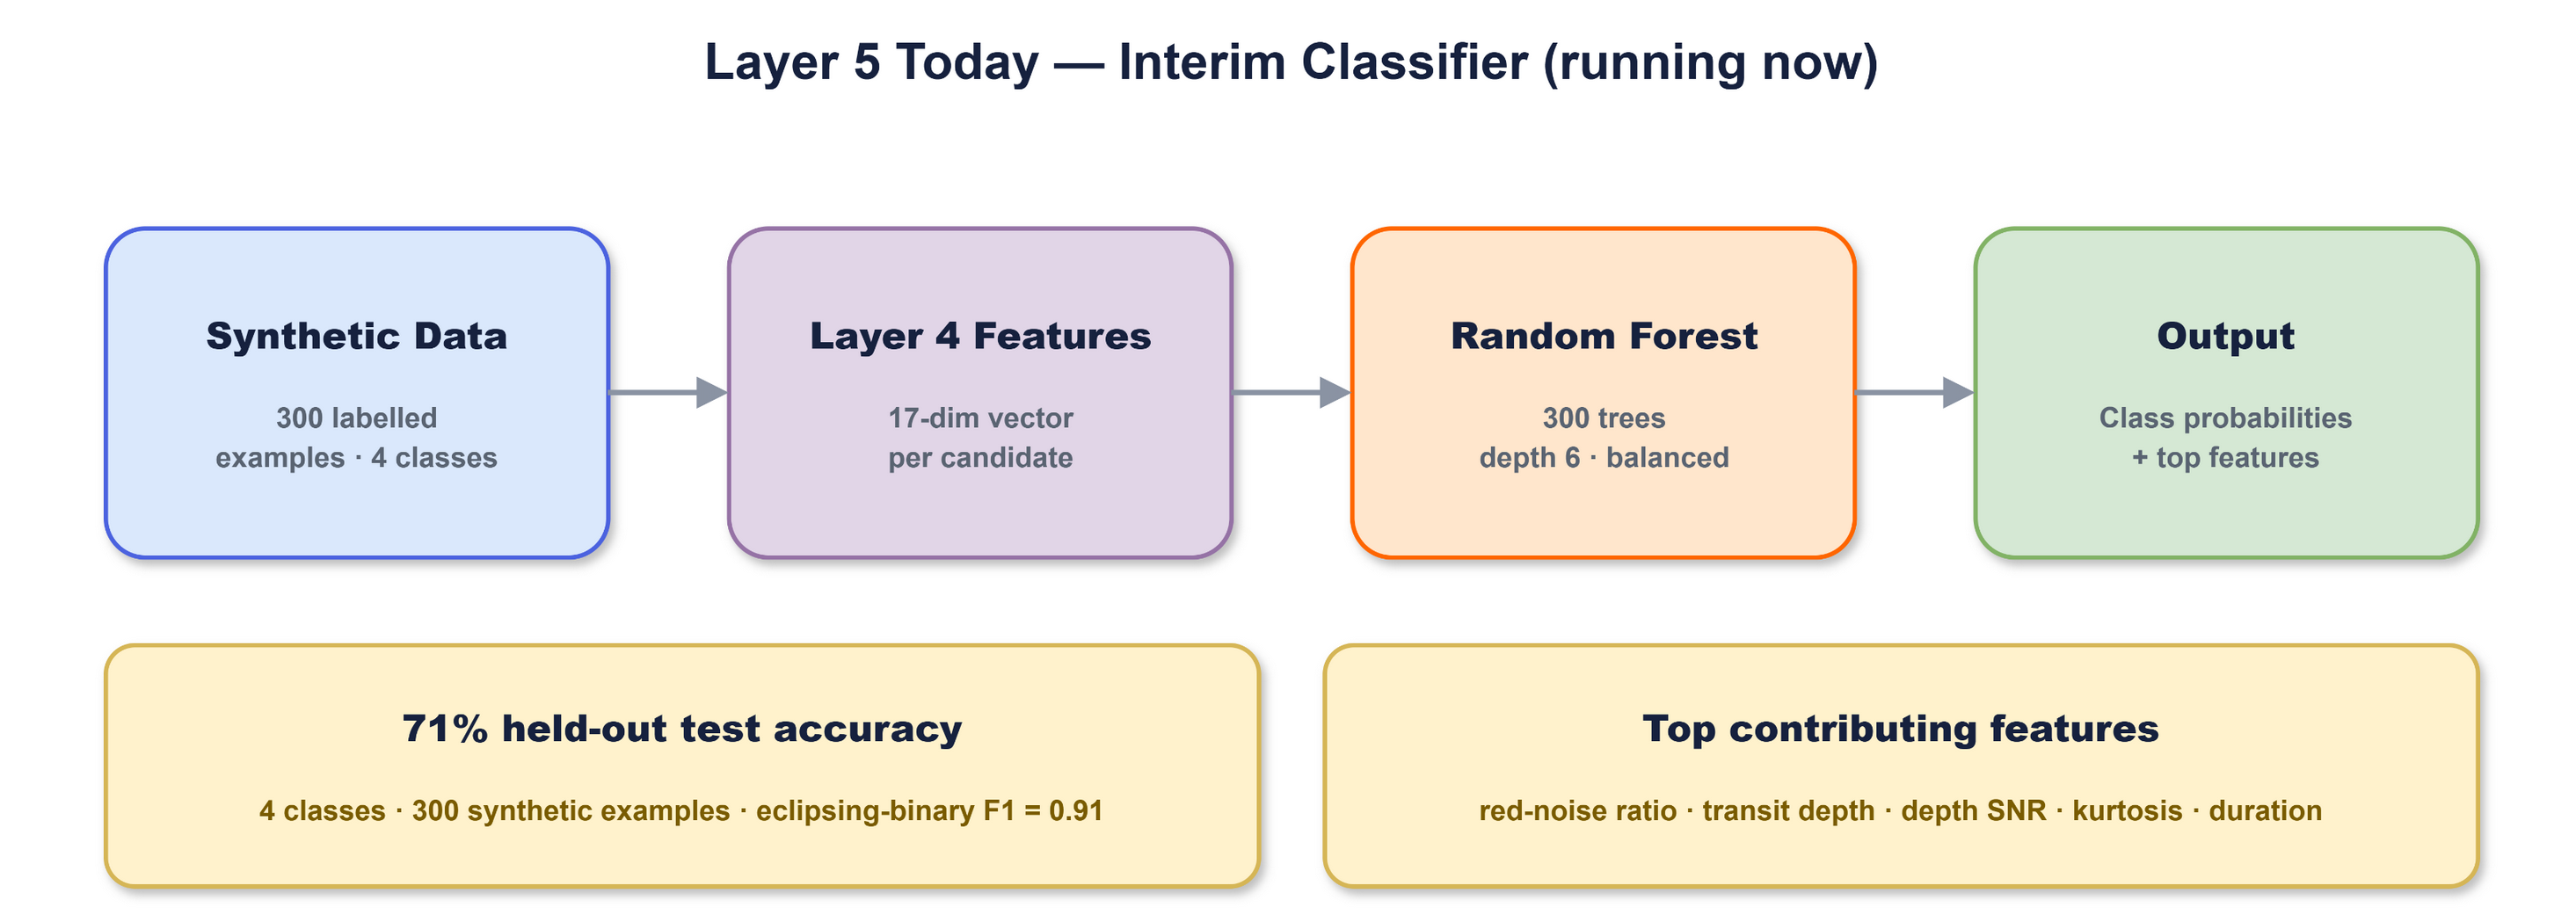 Layer 5 Today — Interim Classifier (running now)
Synthetic Data
300 labelled
examples · 4 classes
Layer 4 Features
17-dim vector
per candidate
Random Forest
300 trees
depth 6 · balanced
Output
Class probabilities
+ top features
71% held-out test accuracy
4 classes · 300 synthetic examples · eclipsing-binary F1 = 0.91
Top contributing features
red-noise ratio · transit depth · depth SNR · kurtosis · duration